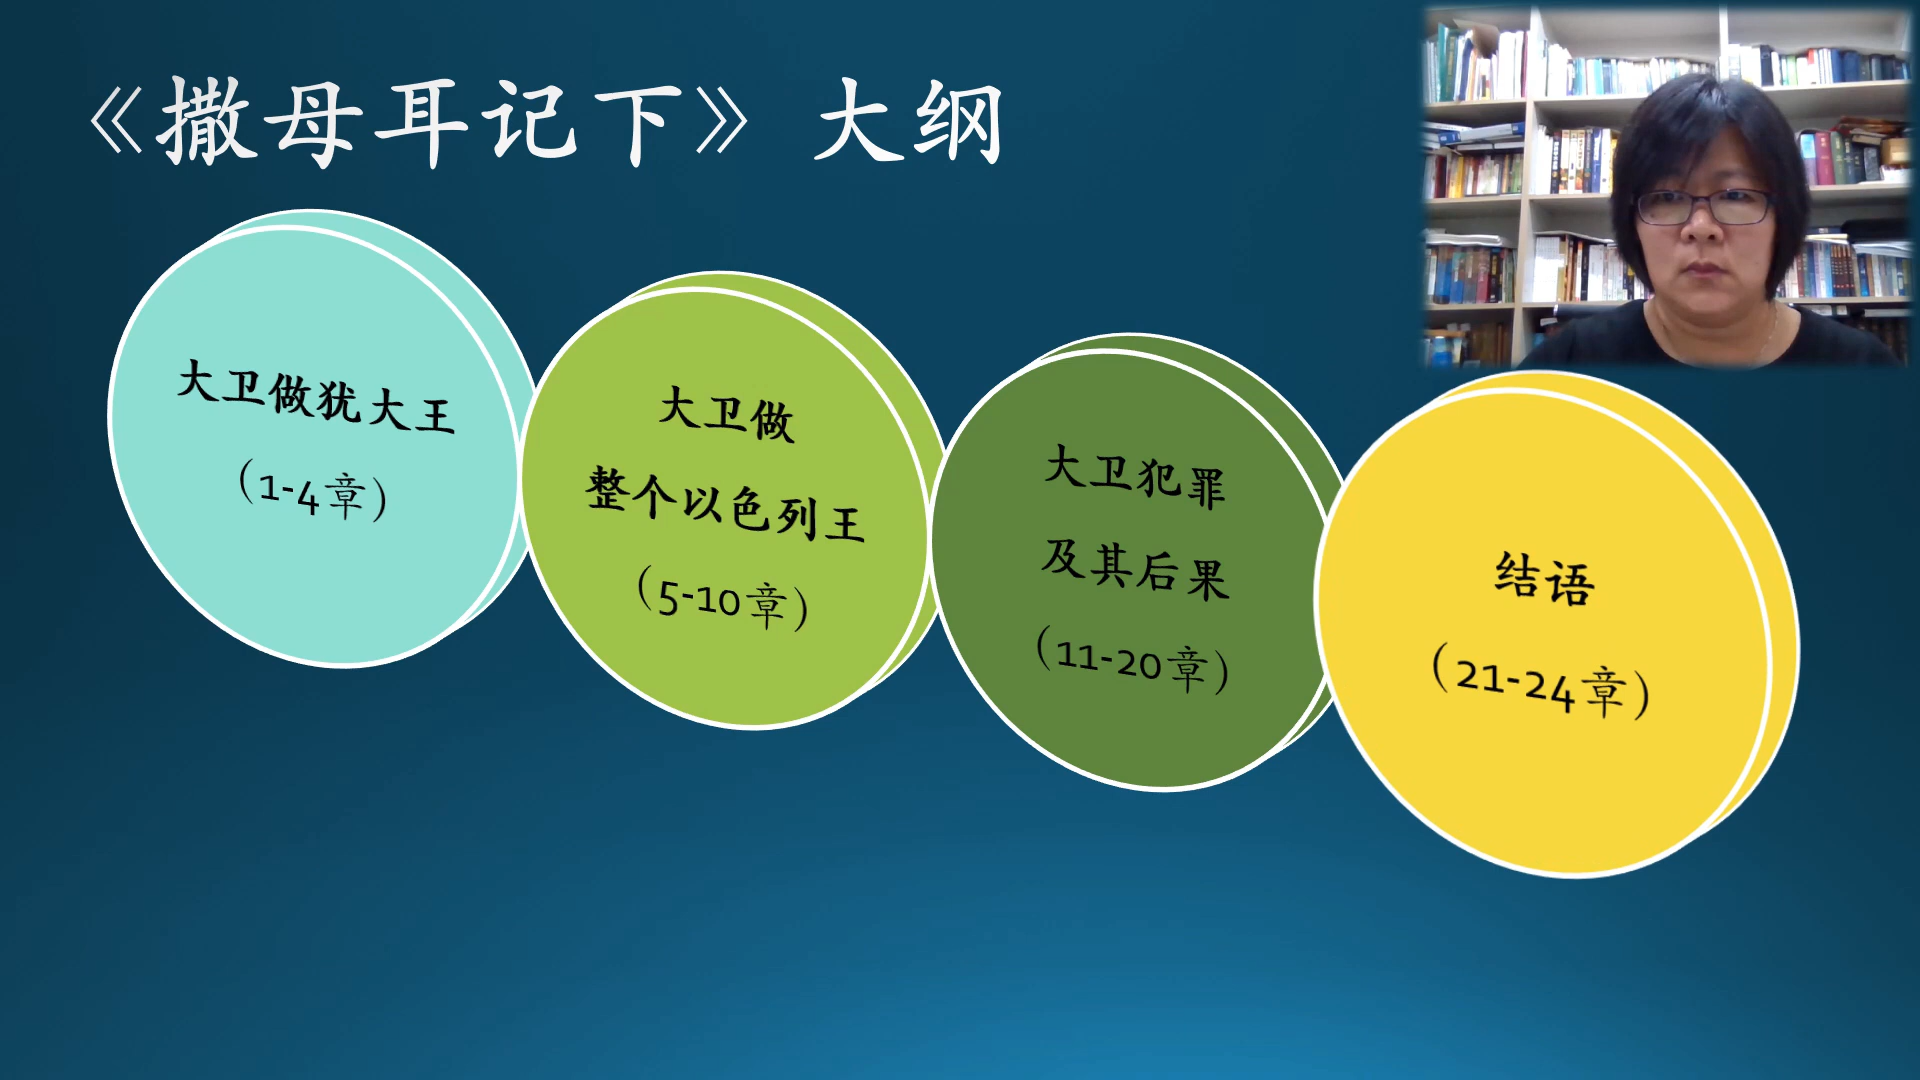 《撒母耳记下》 大纲
大卫做犹大王
（1-4章）
大卫做
整个以色列王
（5-10章）
大卫犯罪
及其后果
（11-20章）
结语
（21-24章）